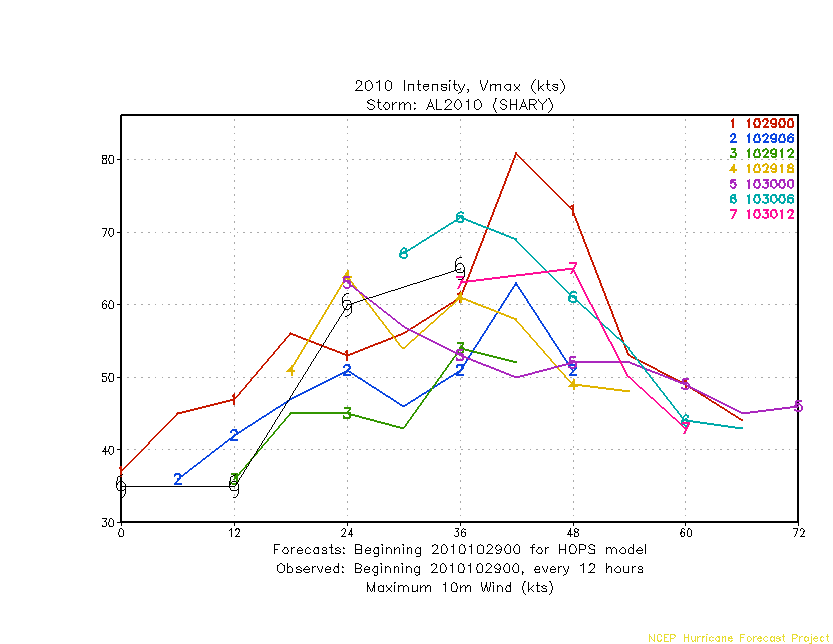 2010 Intensity, Vmax (kts)
Storm: AL2010 (SHARY)
1 102900
2 102906
3 102912
4 102918
5 103000
6 103006
7 103012
80
70
60
50
40
30
0 12 24 36 48 60 72
Forecasts: Beginning 2010102900 for HOPS model
Observed: Beginning 2010102900, every 12 hours
Maximum 10m Wind (kts)
NCEP Hurricane Forecast Project